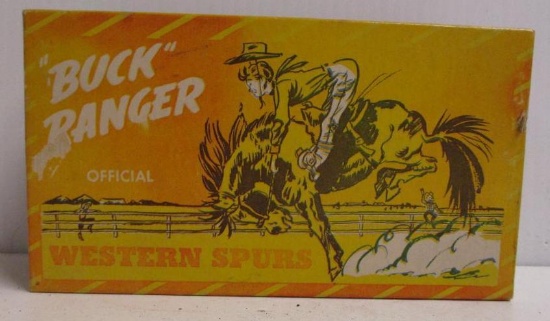 "BUCK"
RANGER
OFFICIAL
WESTERN SPURS